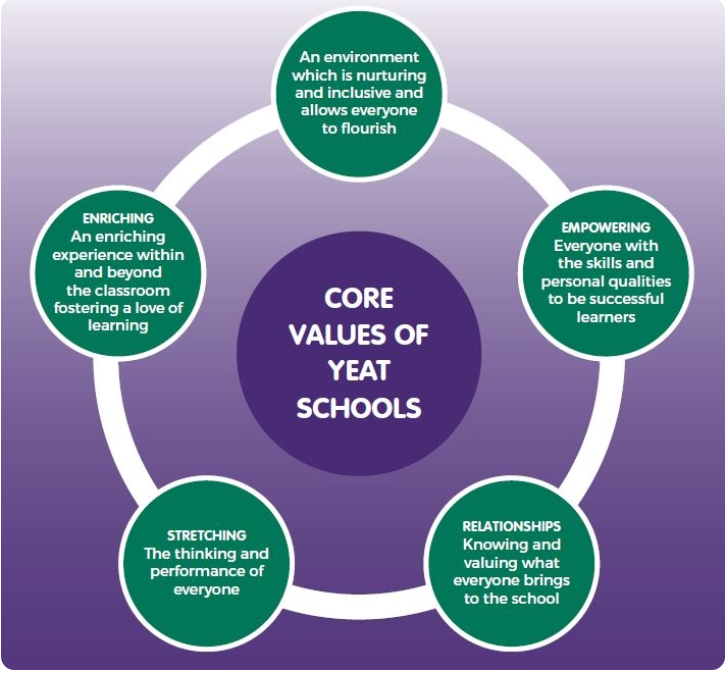 An environment
which is nurturing
and inclusive and
allows everyone
to flourish
ENRICHING
An enriching
experience within
and beyond
the classroom
fostering a love of
learning
EMPOWERING
Everyone with
the skills and
personal qualities
to be successful
learners
CORE
VALUES OF
YEAT
SCHOOLS
STRETCHING
The thinking and
performance of
everyone
RELATIONSHIPS
Knowing and
valuing what
everyone brings
to the school